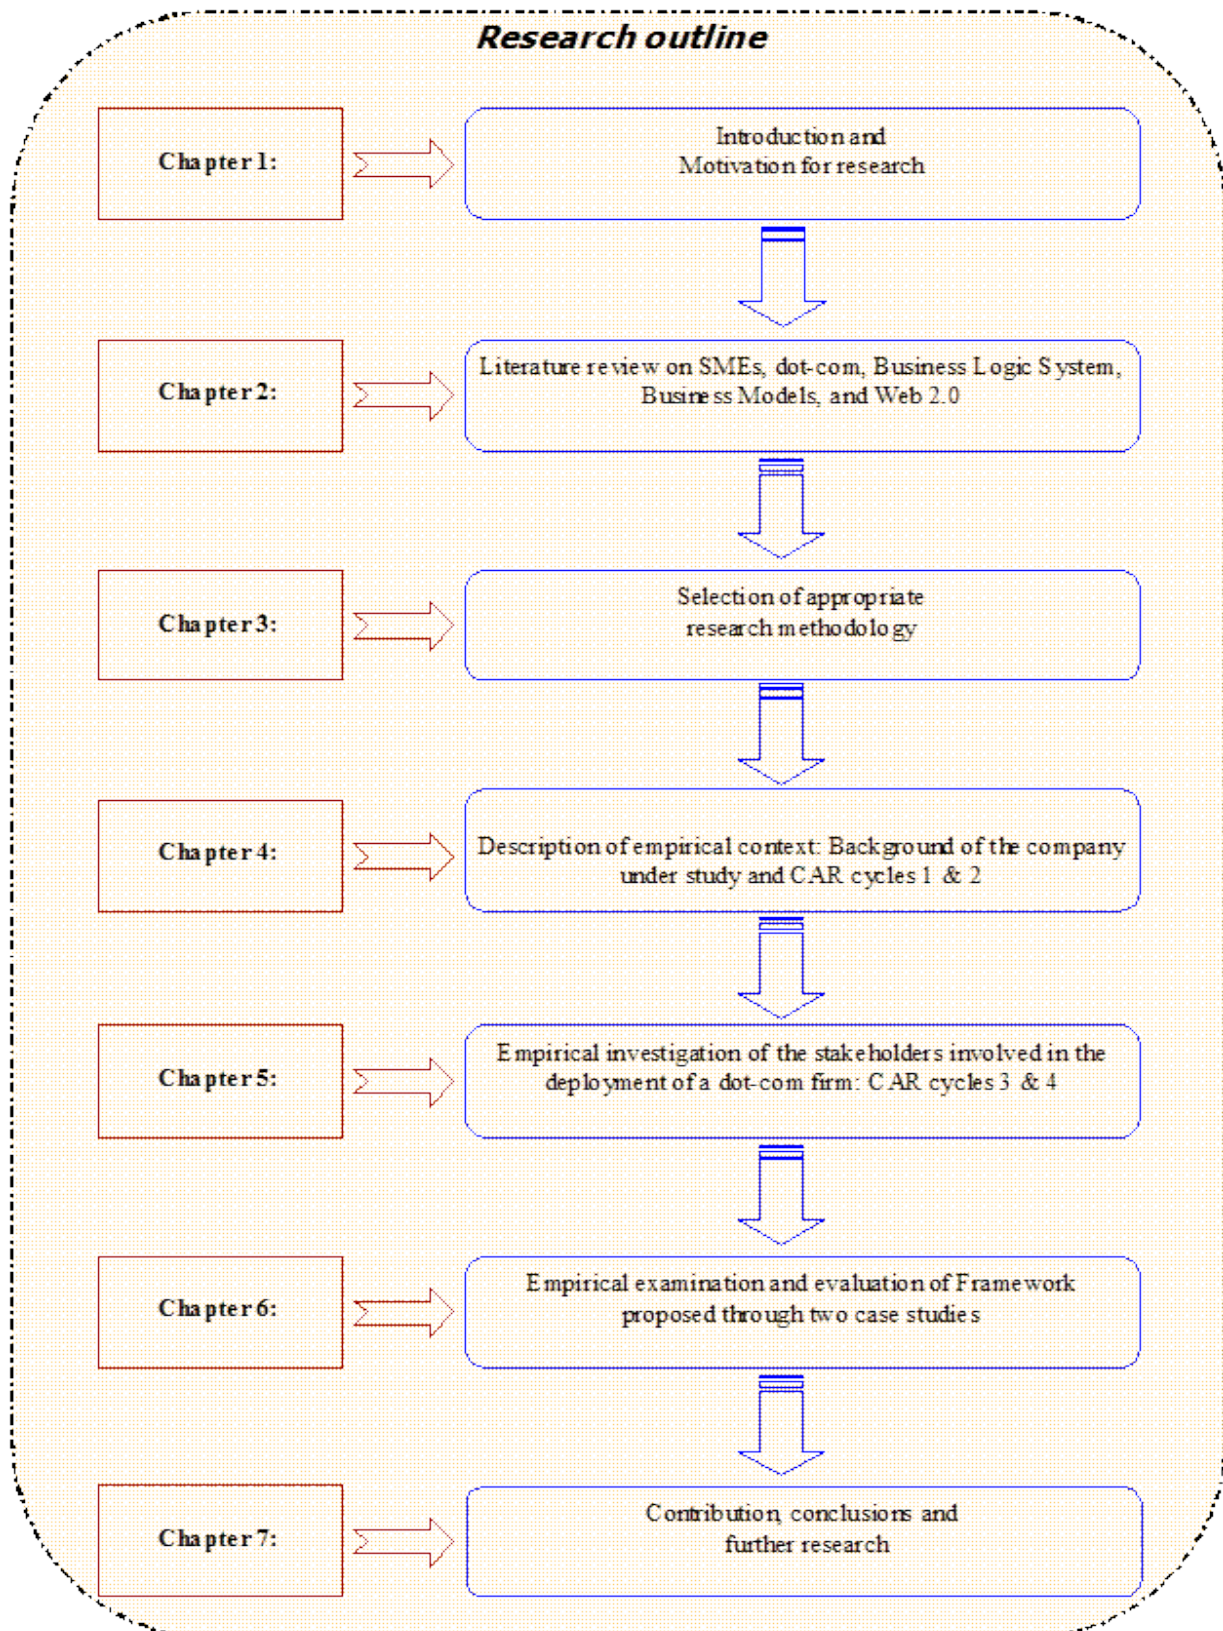 Research outline
Chapter 1:
Introduction and
Motivation for research
Chapter 2:
Literature review on SMEs, dot-com, Business Logic System,
Business Models, and Web 2.0
Chapter 3:
Selection of appropriate
research methodology
Chapter 4:
Description of empirical context: Background of the company
under study and CAR cycles 1 & 2
Chapter 5:
Empirical investigation of the stakeholders involved in the
deployment of a dot-com firm: CAR cycles 3 & 4
Chapter 6:
Empirical examination and evaluation of Framework
proposed through two case studies
Chapter 7:
Contribution, conclusions and
further research